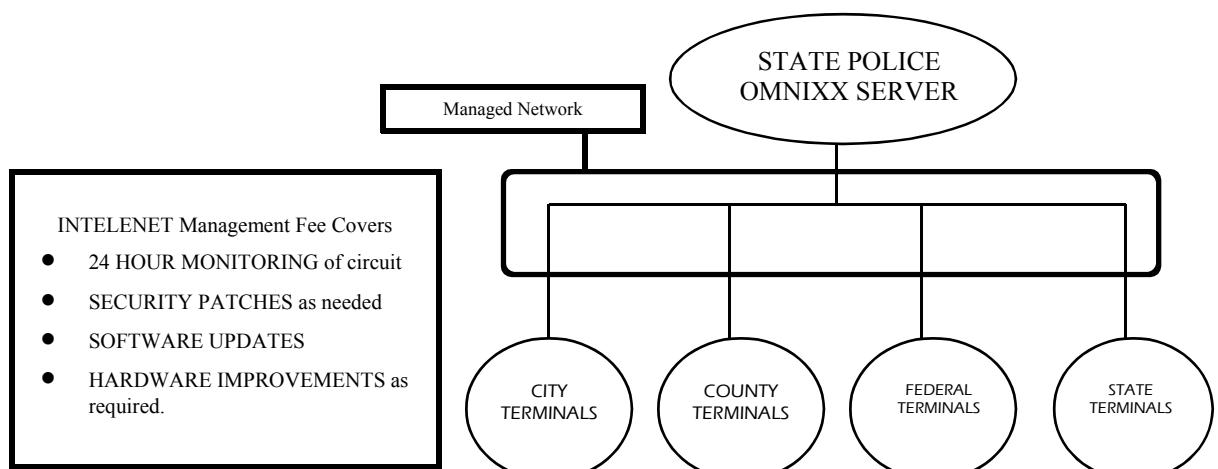 STATE POLICE
OMNIXX SERVER
Managed Network
INTELENET Management Fee Covers
● 24 HOUR MONITORING of circuit
● SECURITY PATCHES as needed
● SOFTWARE UPDATES
● HARDWARE IMPROVEMENTS as
required.
CITY
TERMINALS
COUNTY
TERMINALS
FEDERAL
TERMINALS
STATE
TERMINALS